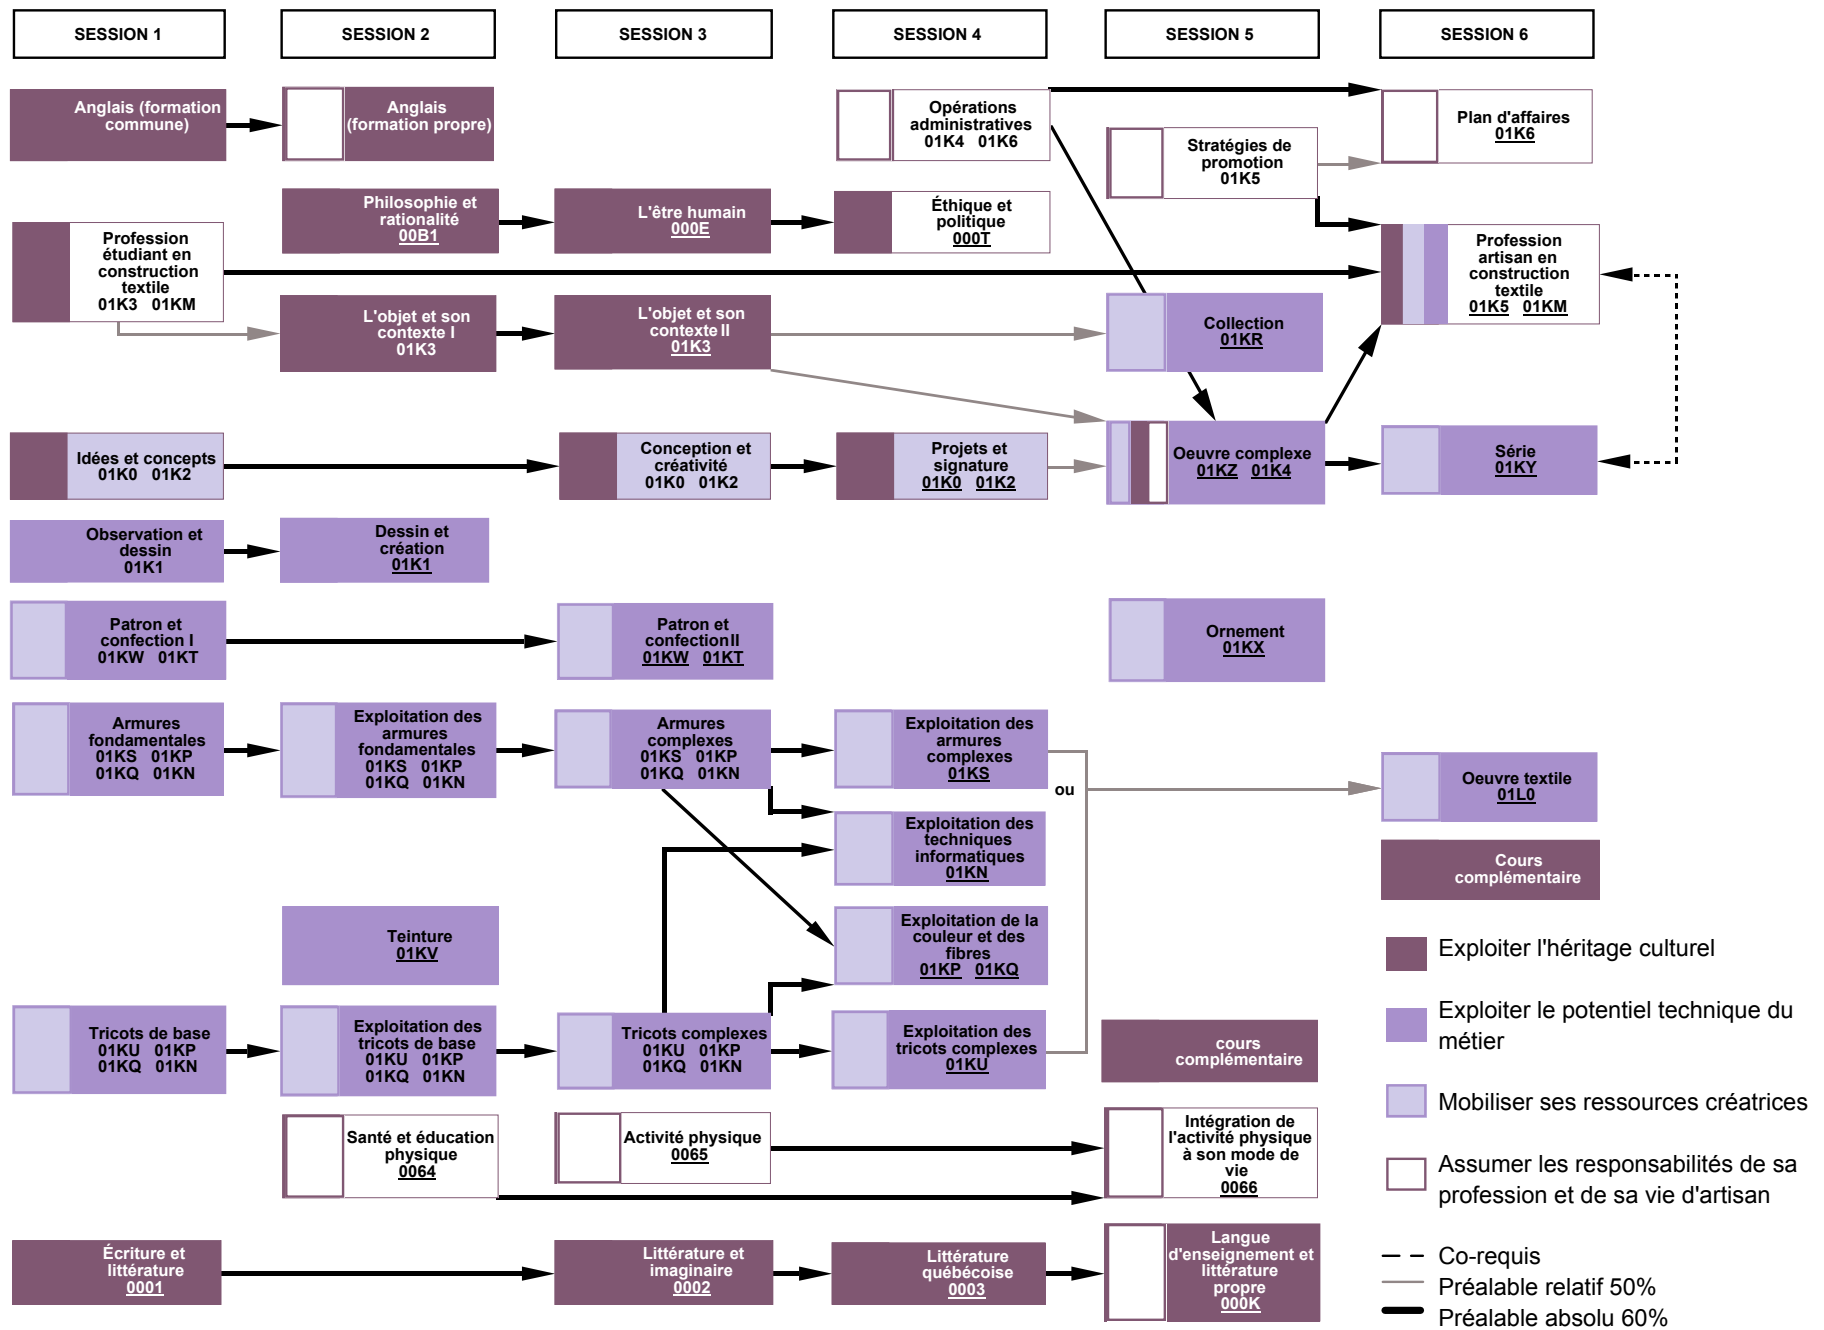 SESSION 1
SESSION 2
SESSION 3
SESSION 4
SESSION 5
SESSION 6
Anglais (formation
commune)
Anglais
(formation propre)
Opérations
administratives
01K4 01K6
Stratégies de
promotion
01K5
Plan d'affaires
01K6
Philosophie et
rationalité
00B1
L'être humain
000E
Éthique et
politique
000T
Profession
étudiant en
construction
textile
01K3 01KM
Profession
artisan en
construction
textile
01K5 01KM
L'objet et son
contexte I
01K3
L'objet et son
contexte II
01K3
Collection
01KR
Idées et concepts
01K0 01K2
Conception et
créativité
01K0 01K2
Projets et
signature
01K0 01K2
Oeuvre complexe
01KZ 01K4
Série
01KY
Observation et
dessin
01K1
Dessin et
création
01K1
Patron et
confection I
01KW 01KT
Patron et
confection II
01KW 01KT
Ornement
01KX
Armures
fondamentales
01KS 01KP
01KQ 01KN
Exploitation des
armures
fondamentales
01KS 01KP
01KQ 01KN
Armures
complexes
01KS 01KP
01KQ 01KN
Exploitation des
armures
complexes
01KS
ou
Oeuvre textile
01L0
Exploitation des
techniques
informatiques
01KN
Cours
complémentaire
Teinture
01KV
Exploitation de la
couleur et des
fibres
01KP 01KQ
Tricots de base
01KU 01KP
01KQ 01KN
Exploitation des
tricots de base
01KU 01KP
01KQ 01KN
Tricots complexes
01KU 01KP
01KQ 01KN
Exploitation des
tricots complexes
01KU
cours
complémentaire
Santé et éducation
physique
0064
Activité physique
0065
Intégration de
l'activité physique
à son mode de
vie
0066
Écriture et
littérature
0001
Littérature et
imaginaire
0002
Littérature
québécoise
0003
Langue
d'enseignement et
littérature
propre
000K
Exploiter l'héritage culturel
Exploiter le potentiel technique du
métier
Mobiliser ses ressources créatrices
Assumer les responsabilités de sa
profession et de sa vie d'artisan
Co-requis
Préalable relatif 50%
Préalable absolu 60%